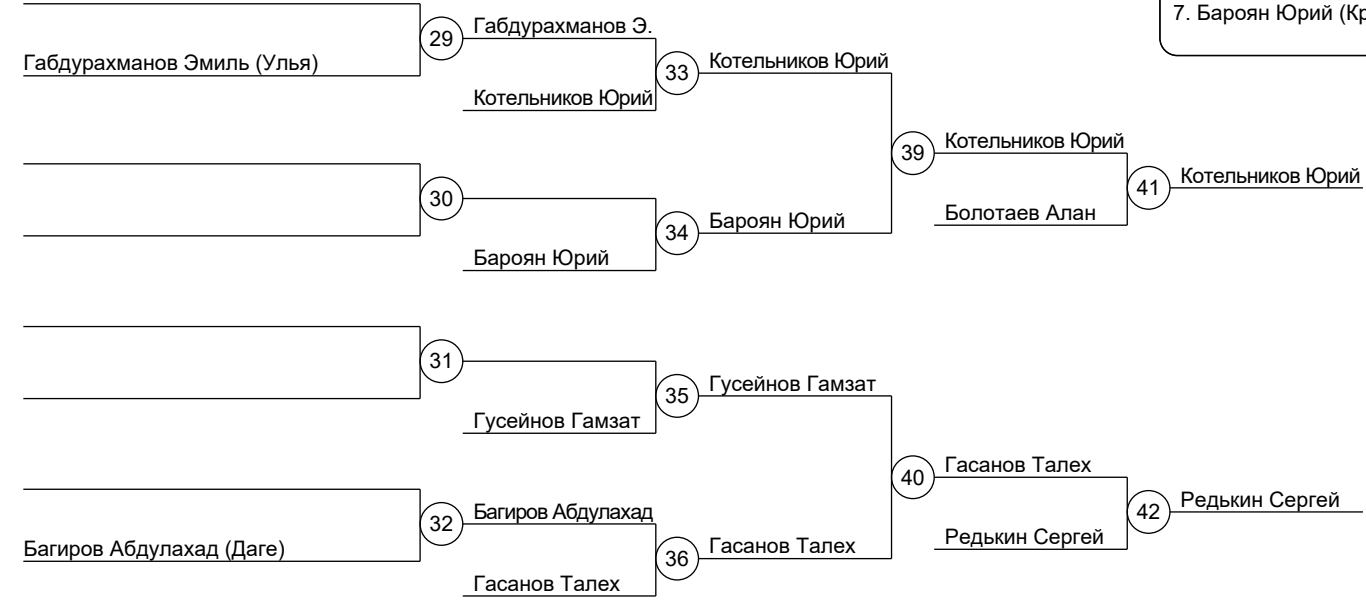 7. Бароян Юрий (Кр
29
Габдурахманов Э.
Габдурахманов Эмиль (Улья)
33
Котельников Юрий
Котельников Юрий
39
Котельников Юрий
41
Котельников Юрий
30
34
Бароян Юрий
Болотаев Алан
Бароян Юрий
31
35
Гусейнов Гамзат
Гусейнов Гамзат
40
Гасанов Талех
42
Редькин Сергей
32
Багиров Абдулахад
Багиров Абдулахад (Даге)
36
Гасанов Талех
Редькин Сергей
Гасанов Талех